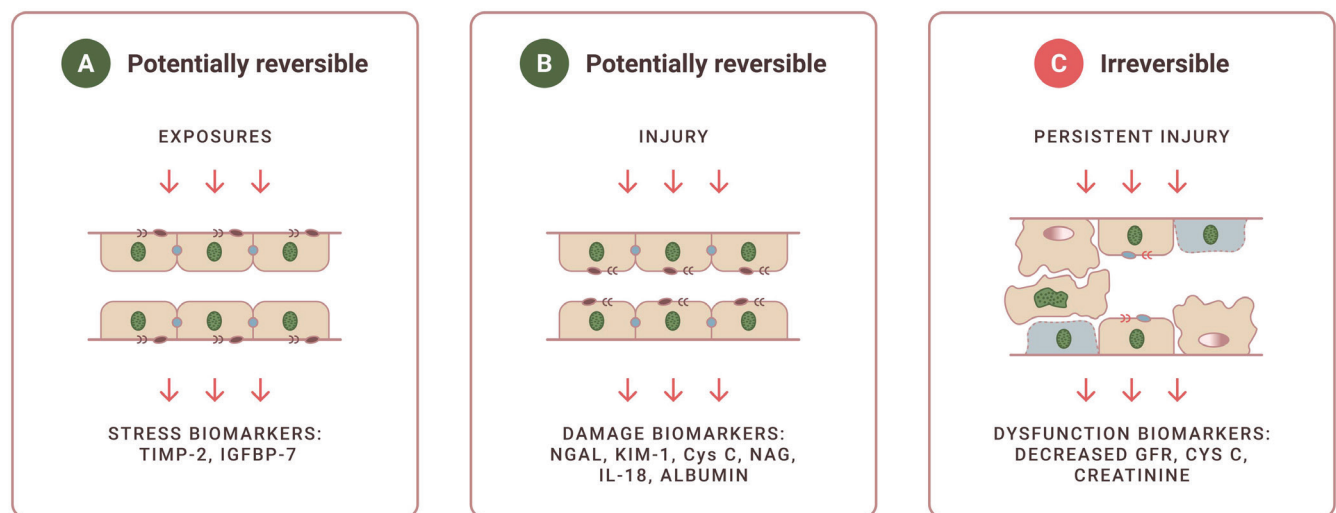 A Potentially reversible
EXPOSURES
STRESS BIOMARKERS:
TIMP-2, IGFBP-7
B Potentially reversible
INJURY
DAMAGE BIOMARKERS:
NGAL, KIM-1, Cys C, NAG,
IL-18, ALBUMIN
C Irreversible
PERSISTENT INJURY
DYSFUNCTION BIOMARKERS:
DECREASED GFR, CYS C,
CREATININE